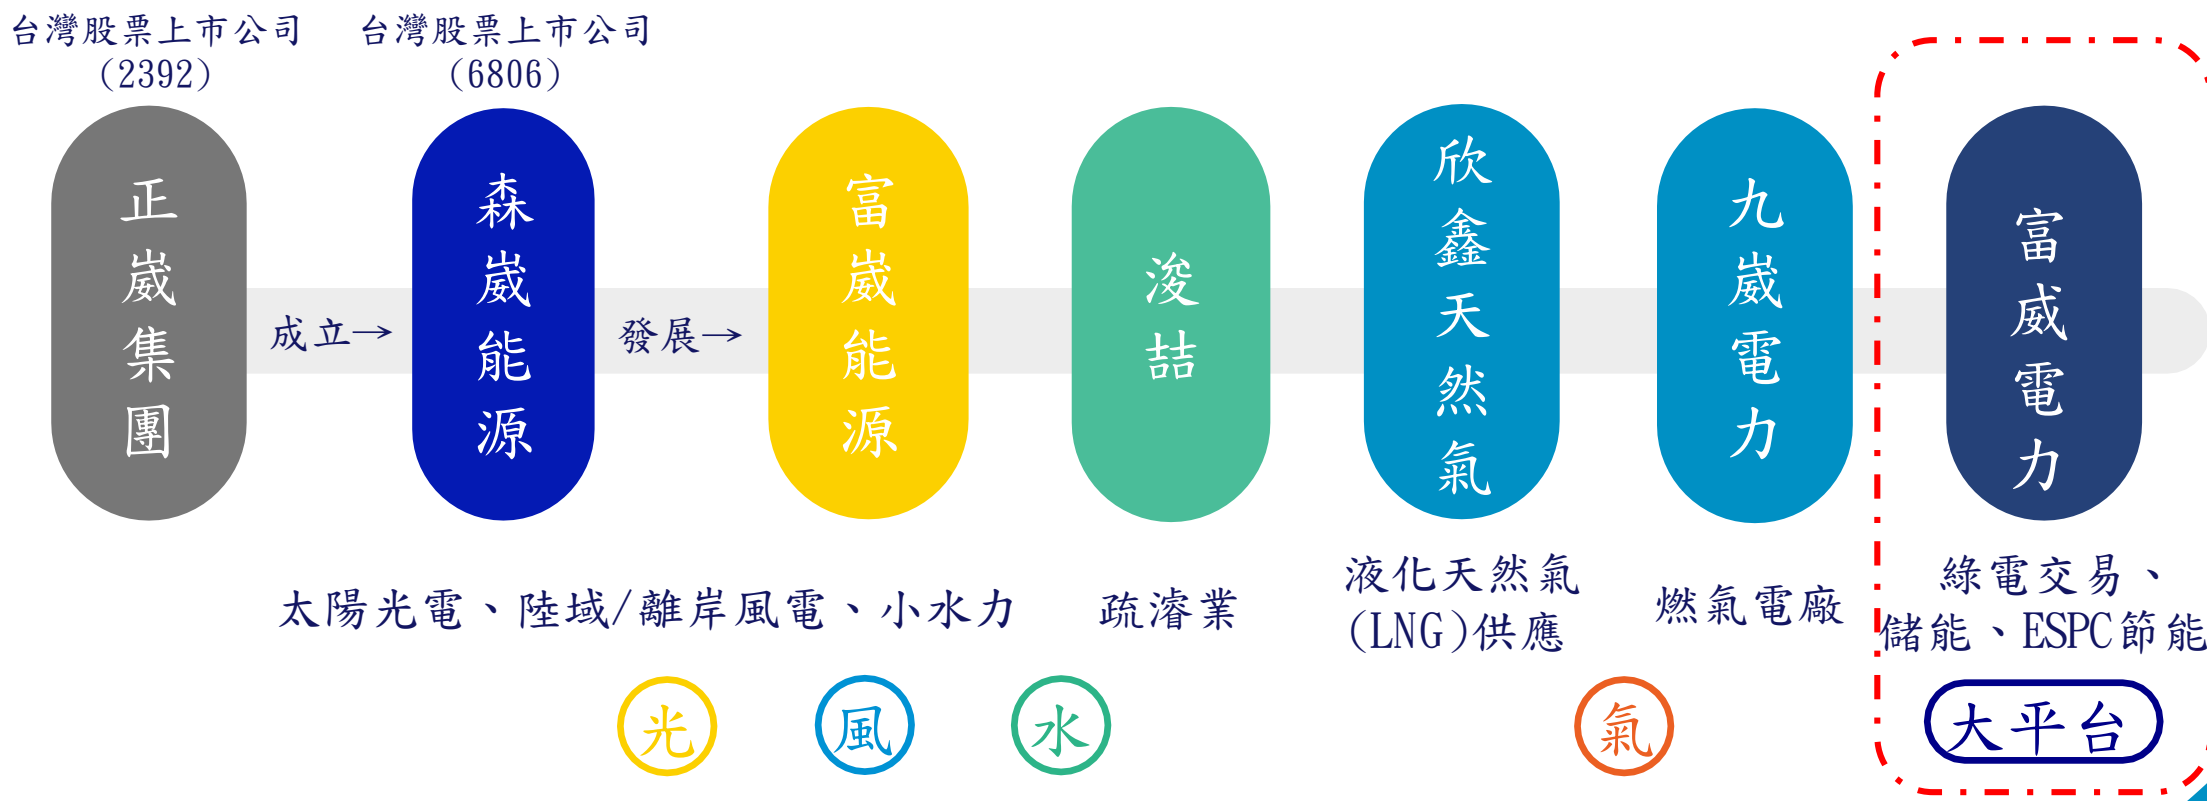 台灣股票上市公司
(2392)
台灣股票上市公司
(6806)
正崴集團
成立→
森崴能源
發展→
富崴能源
浚喆
欣鑫天然氣
九崴電力
富威電力
太陽光電、陸域/離岸風電、小水力
疏濬業
液化天然氣
(LNG)供應
燃氣電廠
綠電交易、
儲能、ESPC節能
光
風
水
氣
大平台